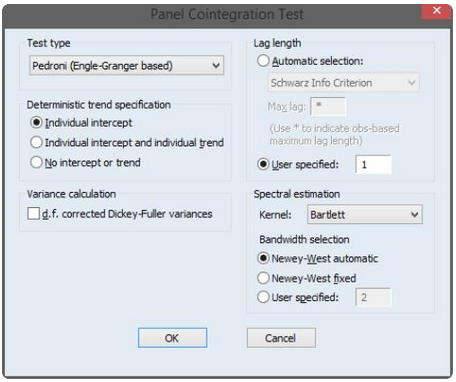 Panel Cointegration Test
Test type
Pedroni (Engle-Granger based)
Deterministic trend specification
Individual intercept
Individual intercept and individual trend
No intercept or trend
Variance calculation
d.f. corrected Dickey-Fuller variances
Lag length
Automatic selection:
Schwarz Info Criterion
Max lag: *
(Use * to indicate obs-based
maximum lag length)
User specified: 1
Spectral estimation
Kernel: Bartlett
Bandwidth selection
Newey-West automatic
Newey-West fixed
User specified: 2
OK Cancel